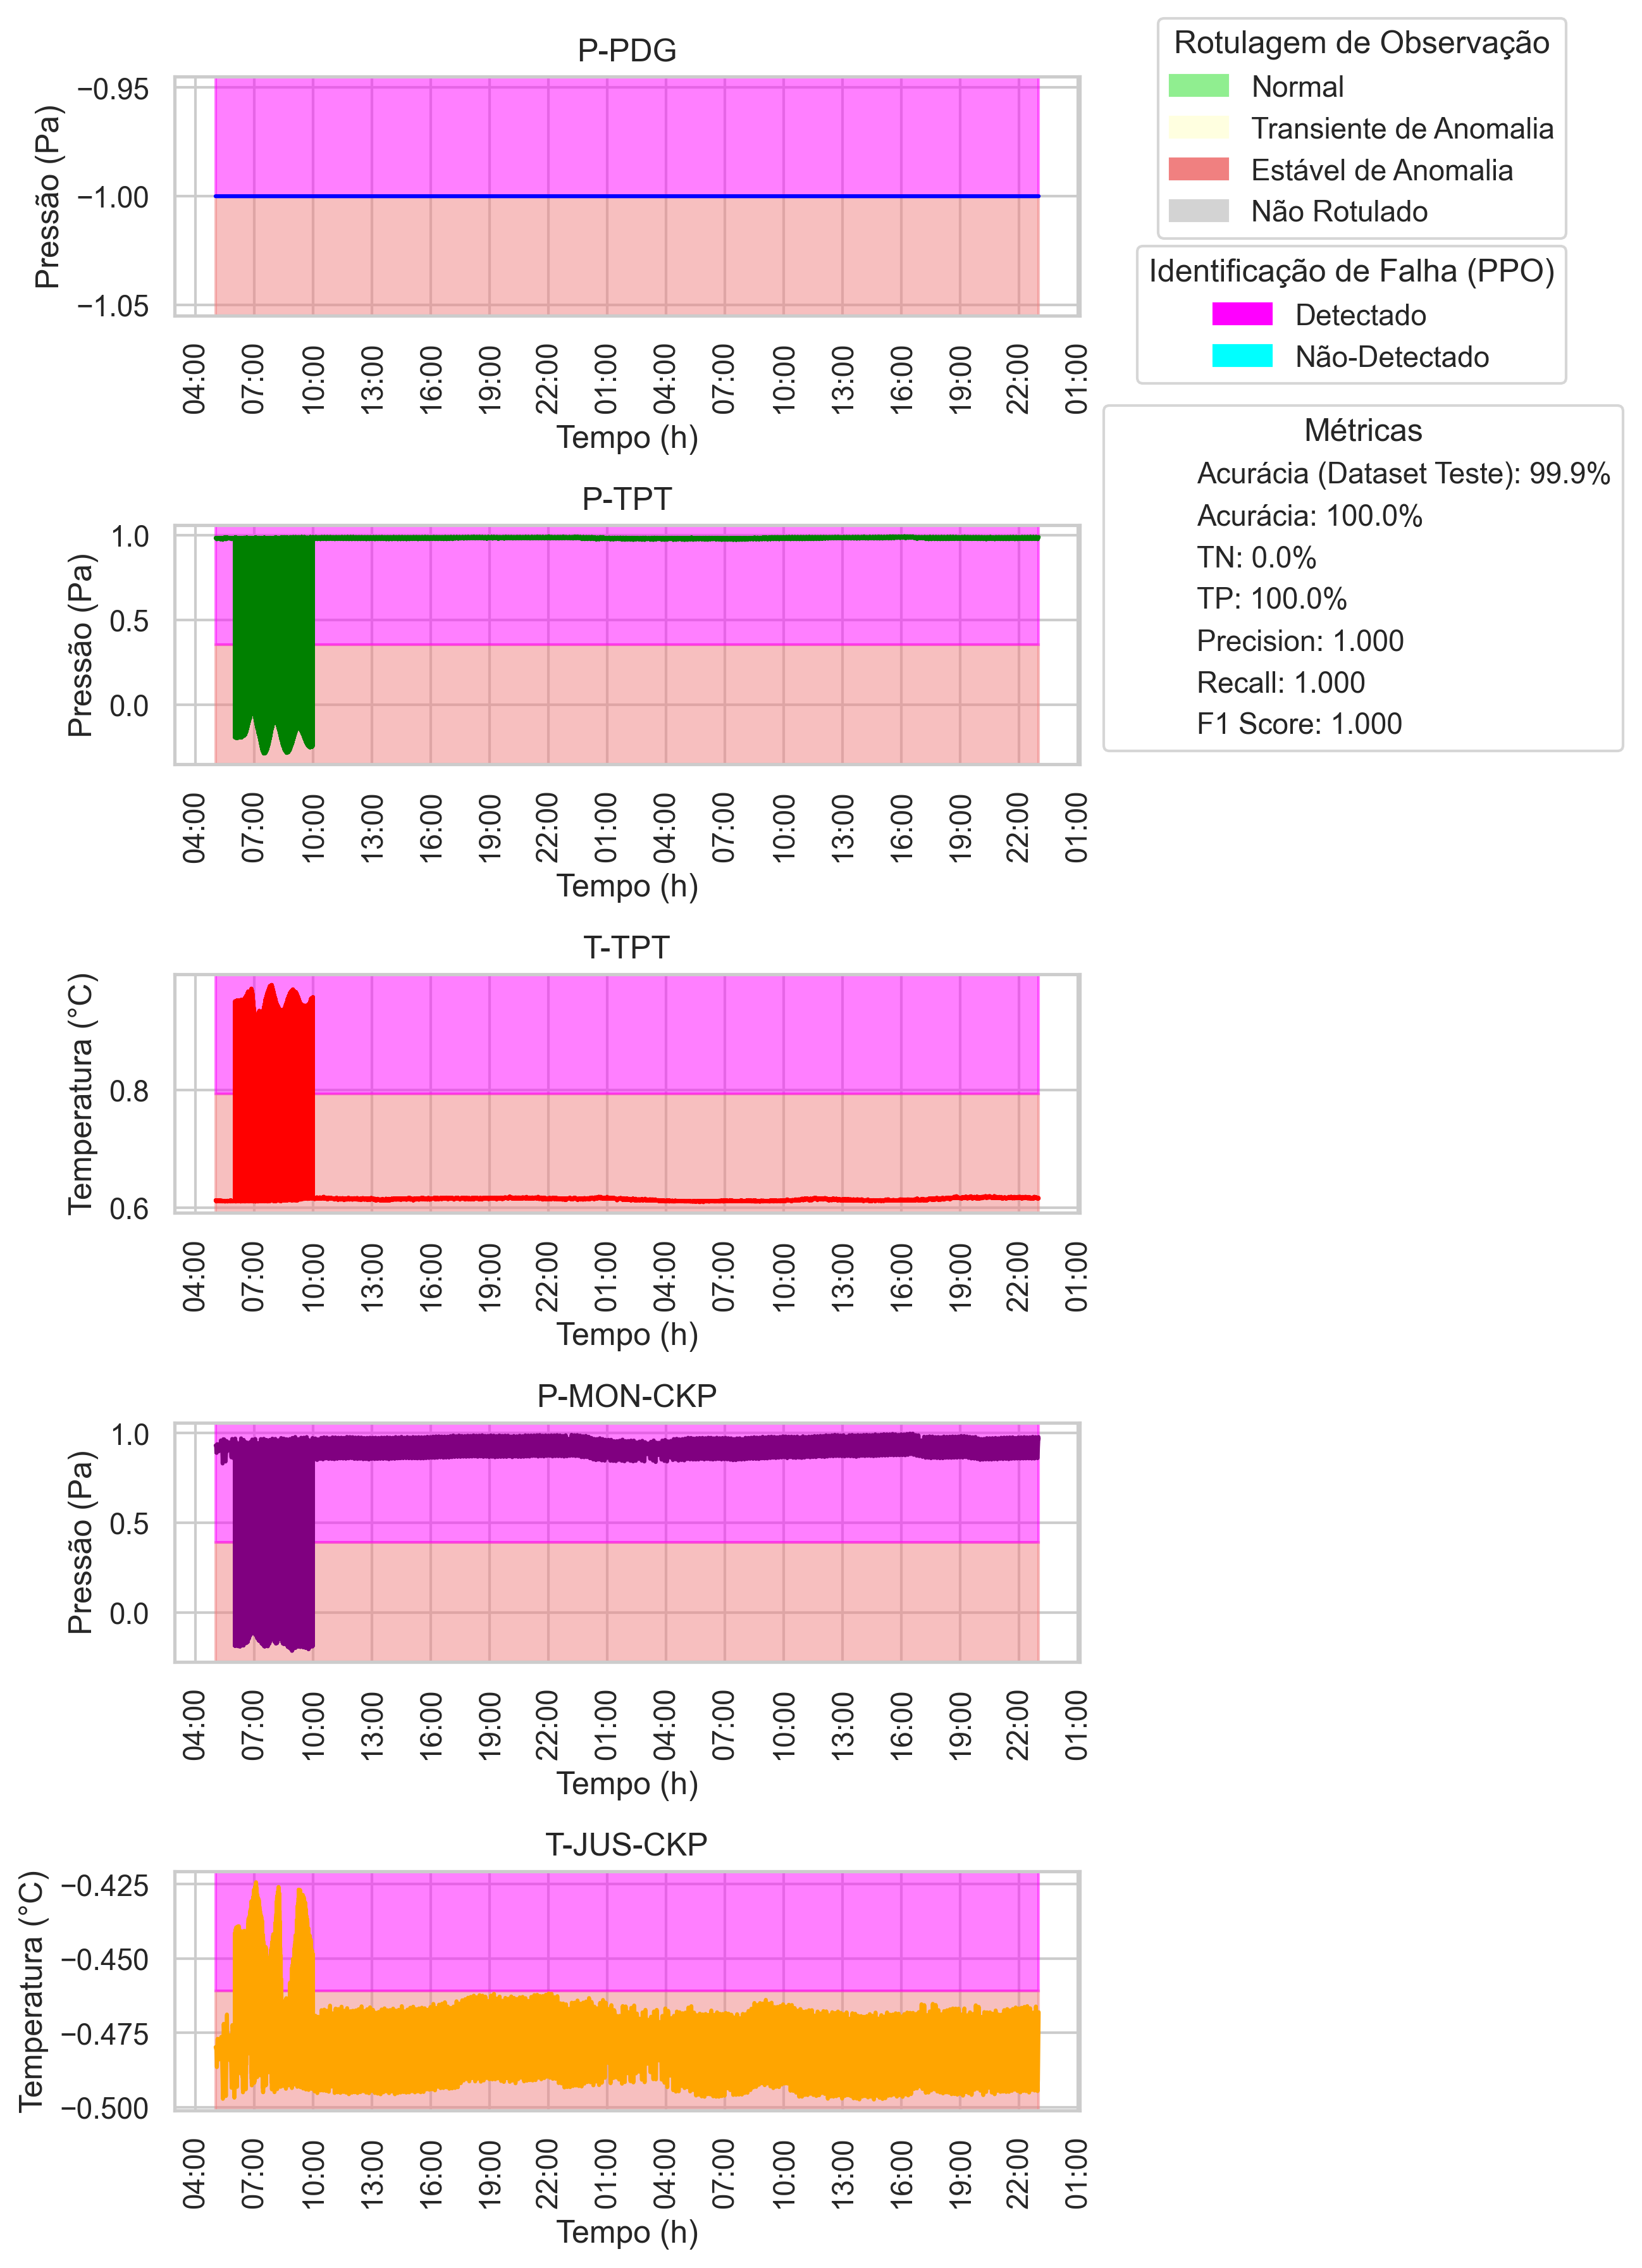 P-PDG
Pressão (Pa)
−0.95
−1.00
−1.05
04:00 07:00 10:00 13:00 16:00 19:00 22:00 01:00 04:00 07:00 10:00 13:00 16:00 19:00 22:00 01:00
Tempo (h)
Rotulagem de Observação
Normal
Transiente de Anomalia
Estável de Anomalia
Não Rotulado
Identificação de Falha (PPO)
Detectado
Não-Detectado
Métricas
Acurácia (Dataset Teste): 99.9%
Acurácia: 100.0%
TN: 0.0%
TP: 100.0%
Precision: 1.000
Recall: 1.000
F1 Score: 1.000
P-TPT
Pressão (Pa)
1.0
0.5
0.0
04:00 07:00 10:00 13:00 16:00 19:00 22:00 01:00 04:00 07:00 10:00 13:00 16:00 19:00 22:00 01:00
Tempo (h)
T-TPT
Temperatura (°C)
0.8
0.6
04:00 07:00 10:00 13:00 16:00 19:00 22:00 01:00 04:00 07:00 10:00 13:00 16:00 19:00 22:00 01:00
Tempo (h)
P-MON-CKP
Pressão (Pa)
1.0
0.5
0.0
04:00 07:00 10:00 13:00 16:00 19:00 22:00 01:00 04:00 07:00 10:00 13:00 16:00 19:00 22:00 01:00
Tempo (h)
T-JUS-CKP
Temperatura (°C)
−0.425
−0.450
−0.475
−0.500
04:00 07:00 10:00 13:00 16:00 19:00 22:00 01:00 04:00 07:00 10:00 13:00 16:00 19:00 22:00 01:00
Tempo (h)